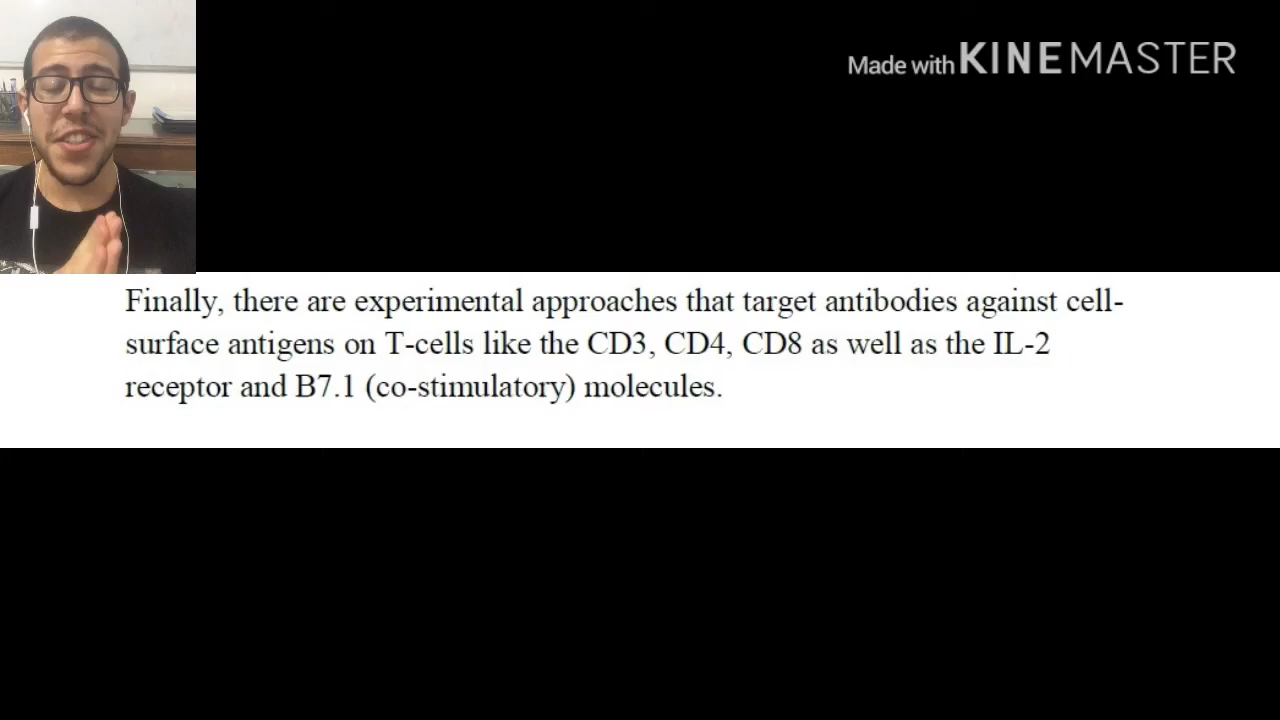 Made with KINEMASTER
Finally, there are experimental approaches that target antibodies against cell-
surface antigens on T-cells like the CD3, CD4, CD8 as well as the IL-2
receptor and B7.1 (co-stimulatory) molecules.